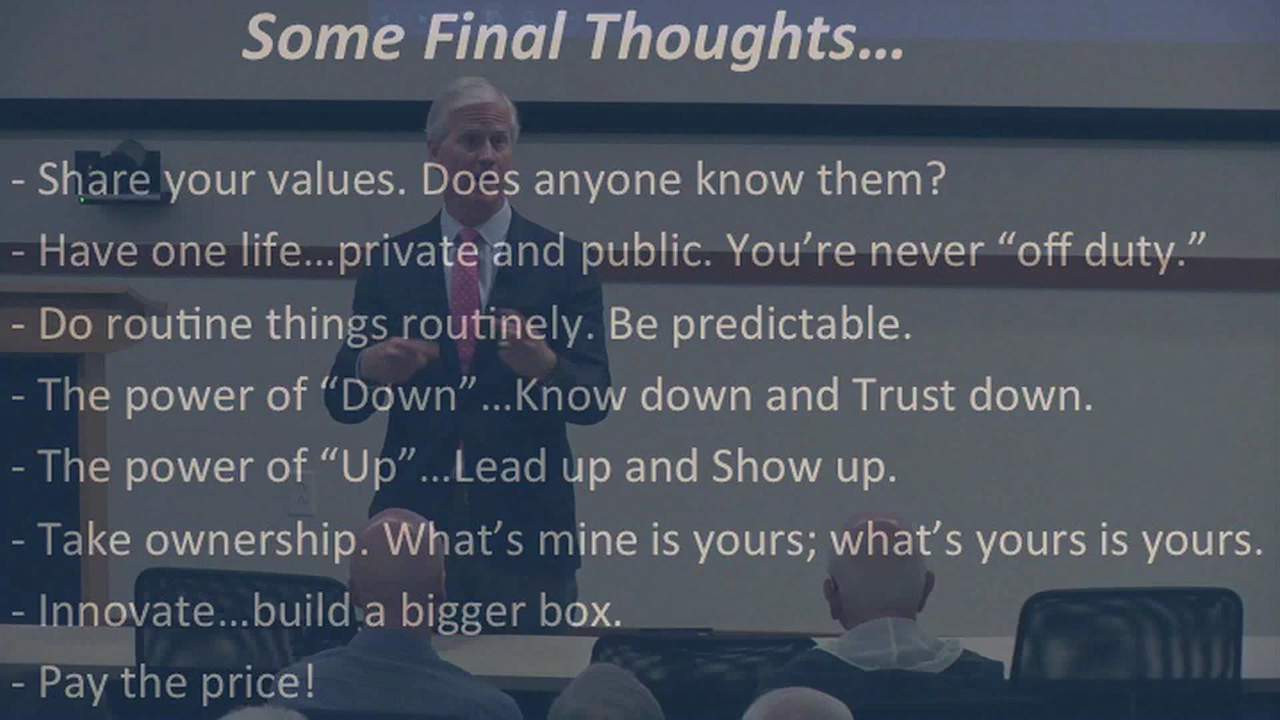 Some Final Thoughts...
- Share your values. Does anyone know them?
- Have one life...private and public. You’re never “off duty.”
- Do routine things routinely. Be predictable.
- The power of “Down”...Know down and Trust down.
- The power of “Up”...Lead up and Show up.
- Take ownership. What’s mine is yours; what’s yours is yours.
- Innovate...build a bigger box.
- Pay the price!